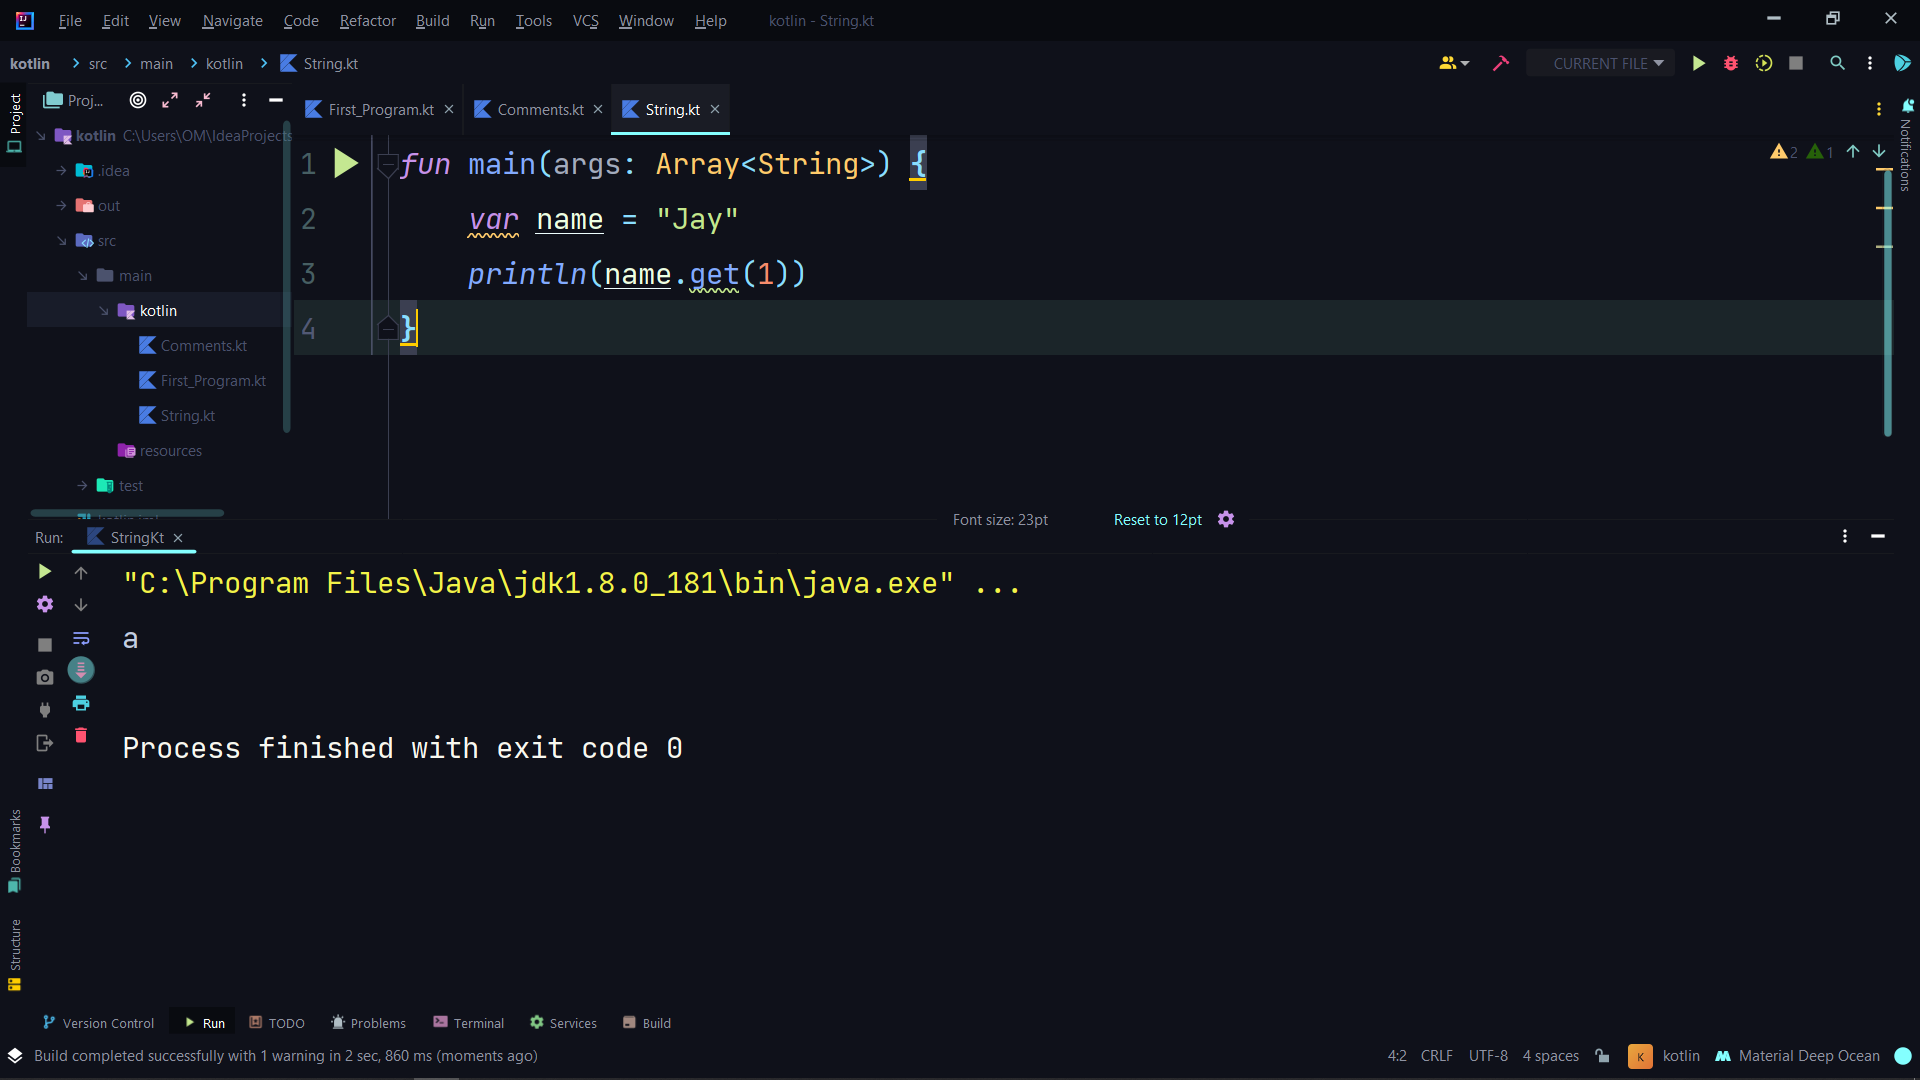 File Edit View Navigate Code Refactor Build Run Tools VCS Window Help kotlin - String.kt
kotlin src main kotlin String.kt CURRENT FILE
Project
Proj...
First_Program.kt Comments.kt String.kt
Notifications
kotlin C:\Users\OM\IdeaProjects
.idea
out
src
main
kotlin
Comments.kt
First_Program.kt
String.kt
resources
test
1 fun main(args: Array<String>) {
2 var name = "Jay"
3 println(name.get(1))
4 }
2 1
Font size: 23pt Reset to 12pt
Run: StringKt
"C:\Program Files\Java\jdk1.8.0_181\bin\java.exe" ...
a
Process finished with exit code 0
Bookmarks
Structure
Version Control Run TODO Problems Terminal Services Build
Build completed successfully with 1 warning in 2 sec, 860 ms (moments ago) 4:2 CRLF UTF-8 4 spaces K kotlin Material Deep Ocean